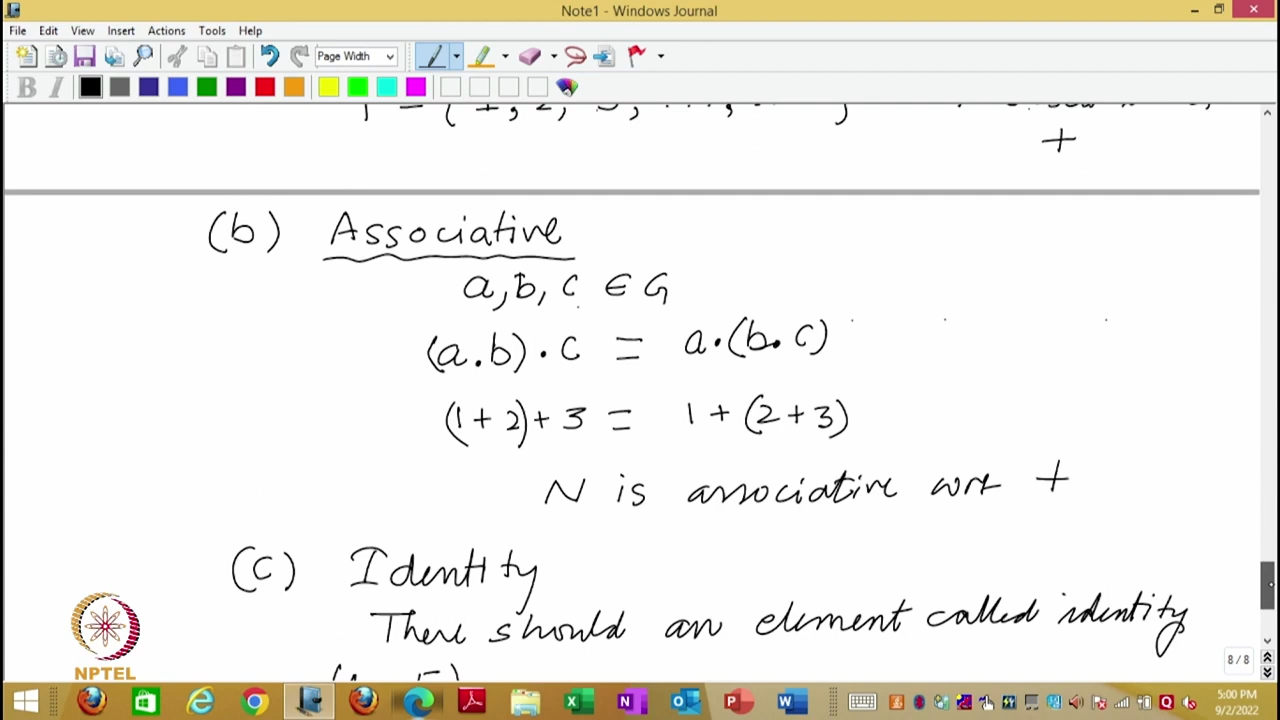 Note1 - Windows Journal
File Edit View Insert Actions Tools Help
Page Width
B I
+
(b) Associative
a, b, c ∈ G
(a.b).c = a.(b.c)
(1+2)+3 = 1+(2+3)
N is associative wrt +
(c) Identity
There should an element called identity
NPTEL
8 / 8
5:00 PM
9/2/2022